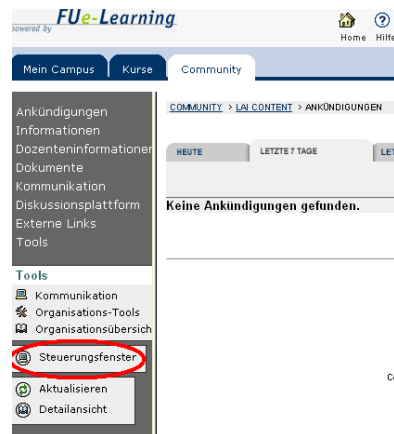 FUe-Learning
powered by
Home Hilfe
Mein Campus Kurse Community
COMMUNITY > LAI CONTENT > ANKÜNDIGUNGEN
HEUTE LETZTE 7 TAGE LET
Keine Ankündigungen gefunden.
Ankündigungen
Informationen
Dozenteninformationen
Dokumente
Kommunikation
Diskussionsplattform
Externe Links
Tools
Tools
Kommunikation
Organisations-Tools
Organisationsübersich
Steuerungsfenster
Aktualisieren
Detailansicht